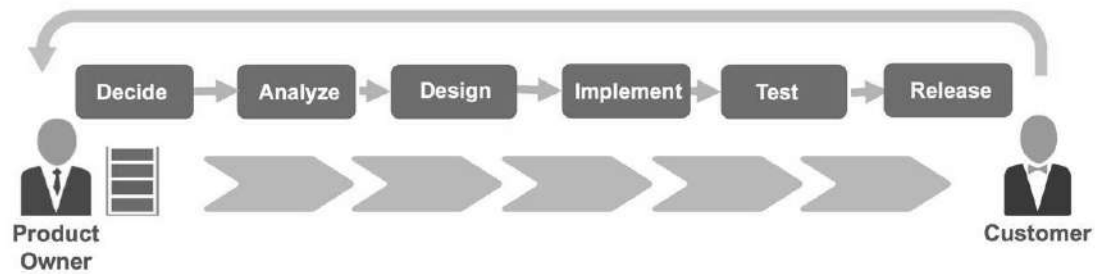 Decide
Analyze
Design
Implement
Test
Release
Product
Owner
Customer